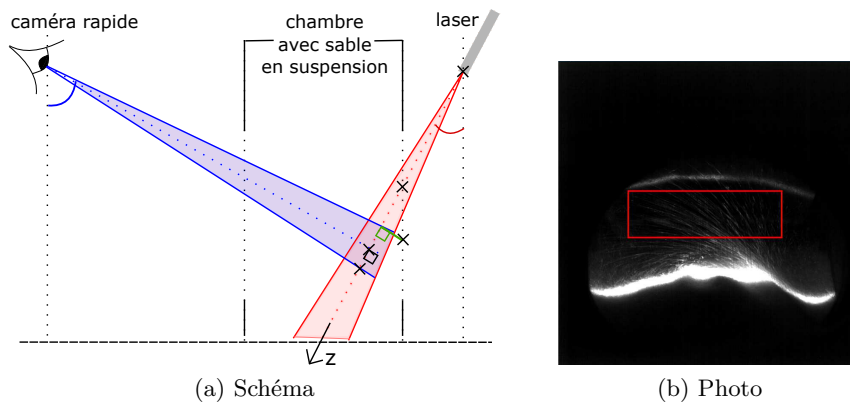 caméra rapide
chambre
avec sable
en suspension
laser
z
(a) Schéma
(b) Photo